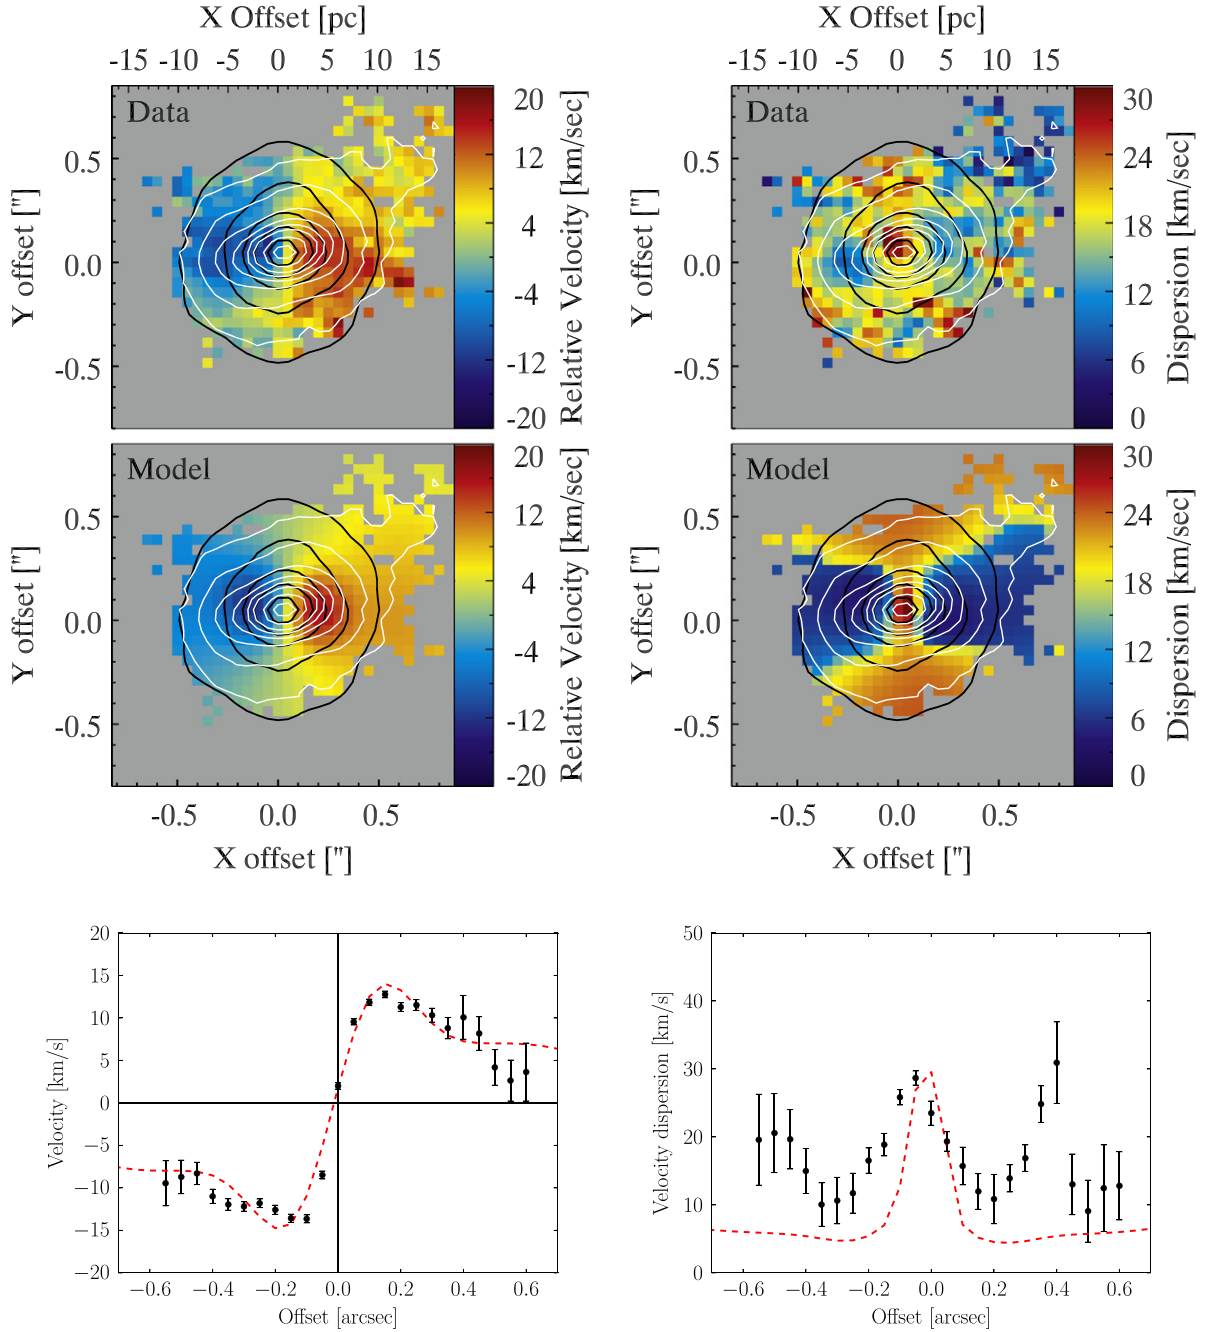 X Offset [pc] X Offset [pc]
-15 -10 -5 0 5 10 15 -15 -10 -5 0 5 10 15
Data 20 12 4 -4 -12 -20 Relative Velocity [km/sec]
0.5 0.0 -0.5 Y offset ["]
Data 30 24 18 12 6 0 Dispersion [km/sec]
0.5 0.0 -0.5 Y offset ["]
Model 20 12 4 -4 -12 -20 Relative Velocity [km/sec]
0.5 0.0 -0.5 Y offset ["]
Model 30 24 18 12 6 0 Dispersion [km/sec]
0.5 0.0 -0.5 Y offset ["]
-0.5 0.0 0.5 -0.5 0.0 0.5
X offset ["] X offset ["]
20 15 10 5 0 −5 −10 −15 −20
Velocity [km/s]
−0.6 −0.4 −0.2 0.0 0.2 0.4 0.6
Offset [arcsec]
50 40 30 20 10 0
Velocity dispersion [km/s]
−0.6 −0.4 −0.2 0.0 0.2 0.4 0.6
Offset [arcsec]